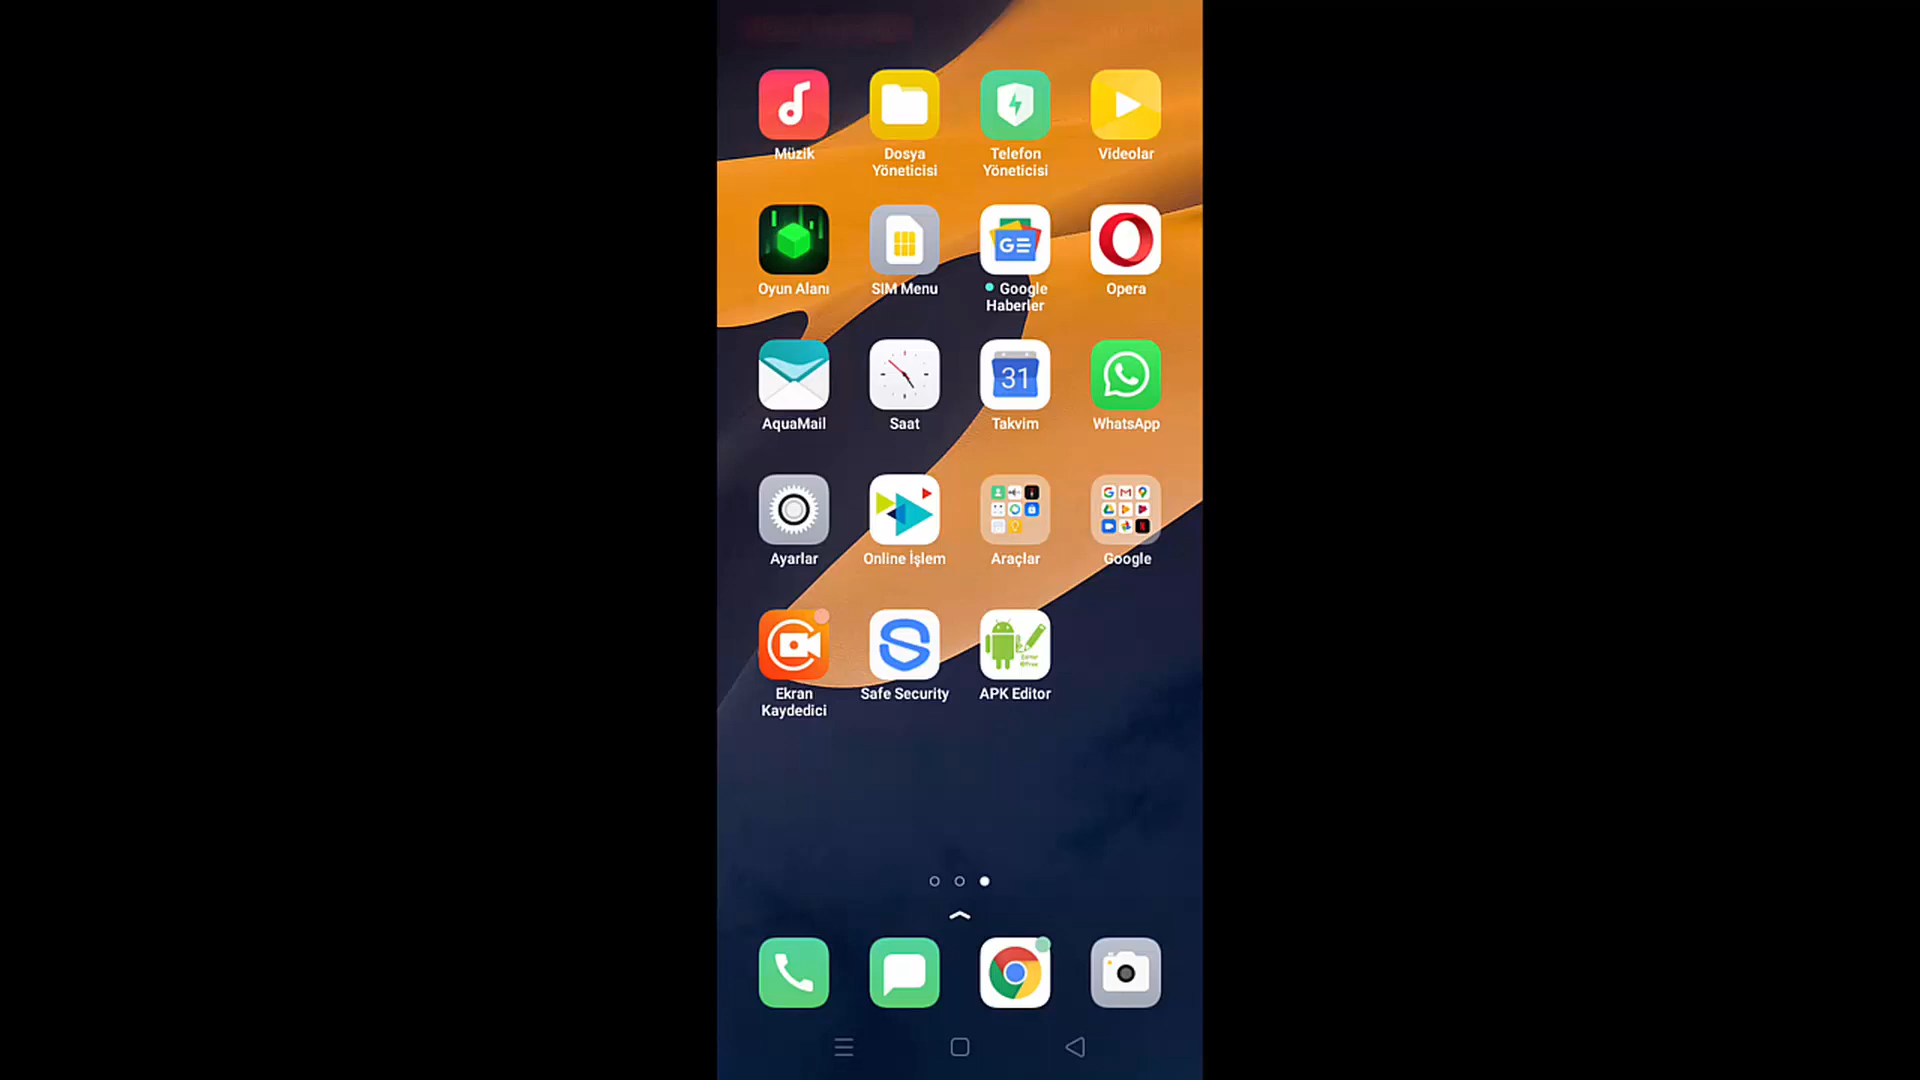 Müzik
Dosya
Yöneticisi
Telefon
Yöneticisi
Videolar
Oyun Alanı
SIM Menu
Google
Haberler
Opera
AquaMail
Saat
31
Takvim
WhatsApp
Ayarlar
Online İşlem
Araçlar
Google
Ekran
Kaydedici
Safe Security
APK Editor